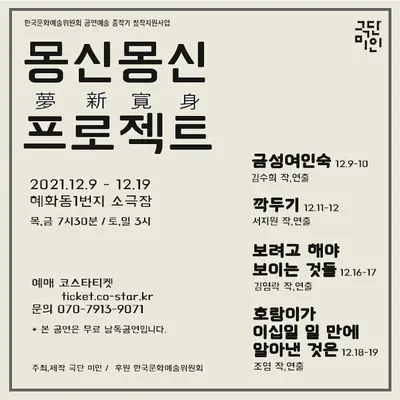 한국문화예술위원회 공연예술 중장기 창작지원사업
극단
미인
몽신몽신
夢新寬身
프로젝트
2021.12.9 - 12.19
혜화동1번지 소극장
목,금 7시30분 / 토,일 3시
예매 코스타티켓
ticket.co-star.kr
문의 070-7913-9071
* 본 공연은 무료 낭독공연입니다.
주최,제작 극단 미인 / 후원 한국문화예술위원회
금성여인숙 12.9-10
김수희 작,연출
깍두기 12.11-12
서지원 작,연출
보려고 해야
보이는 것들 12.16-17
김영락 작,연출
호랑이가
이십일 일 만에
알아낸 것은 12.18-19
조영 작,연출